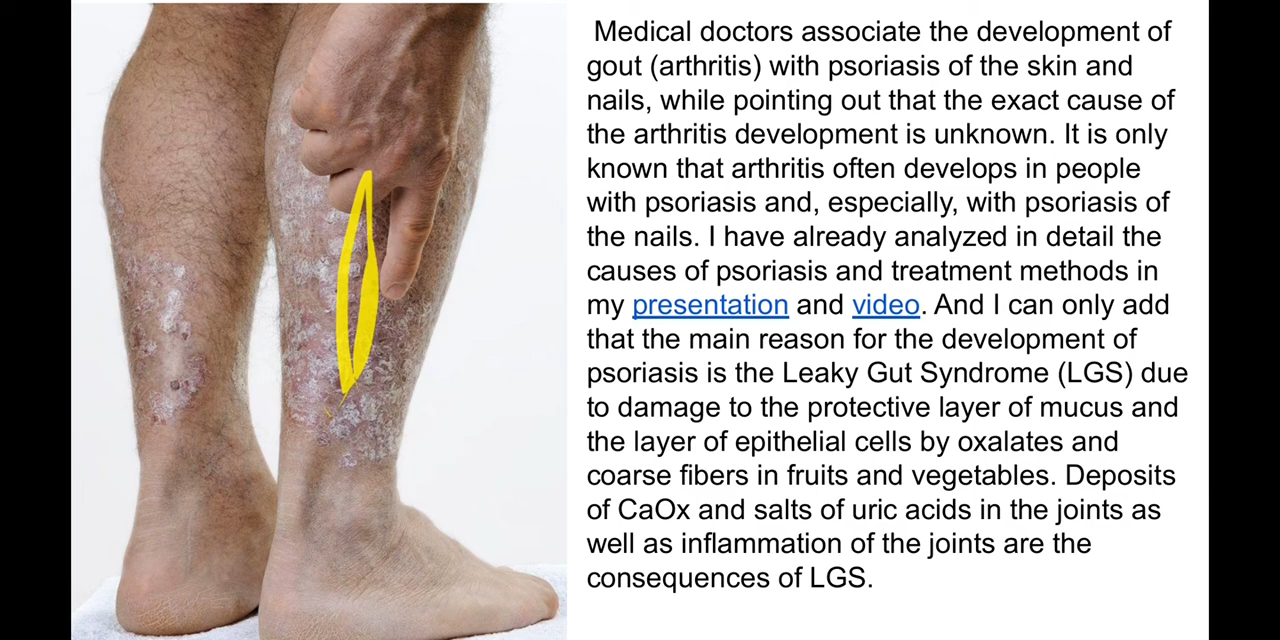 Medical doctors associate the development of
gout (arthritis) with psoriasis of the skin and
nails, while pointing out that the exact cause of
the arthritis development is unknown. It is only
known that arthritis often develops in people
with psoriasis and, especially, with psoriasis of
the nails. I have already analyzed in detail the
causes of psoriasis and treatment methods in
my presentation and video. And I can only add
that the main reason for the development of
psoriasis is the Leaky Gut Syndrome (LGS) due
to damage to the protective layer of mucus and
the layer of epithelial cells by oxalates and
coarse fibers in fruits and vegetables. Deposits
of CaOx and salts of uric acids in the joints as
well as inflammation of the joints are the
consequences of LGS.